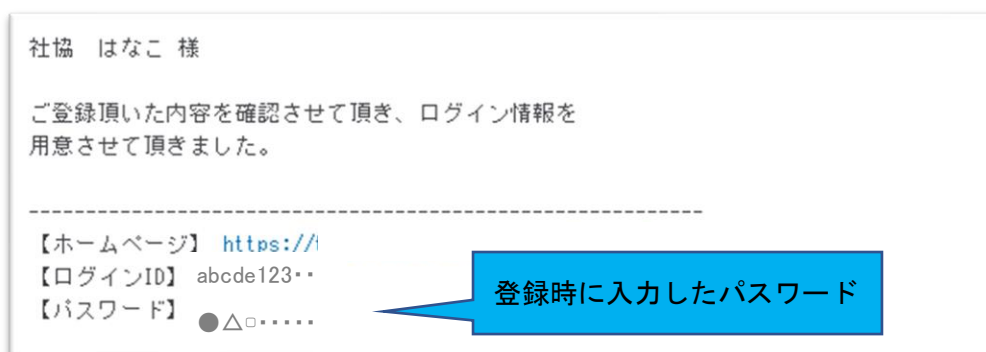 社協　はなこ 様
ご登録頂いた内容を確認させて頂き、ログイン情報を
用意させて頂きました。
---------------------------------------------------------
【ホームページ】 https://
【ログインID】 abcde123・・
【パスワード】 ●△□・・・・・
登録時に入力したパスワード